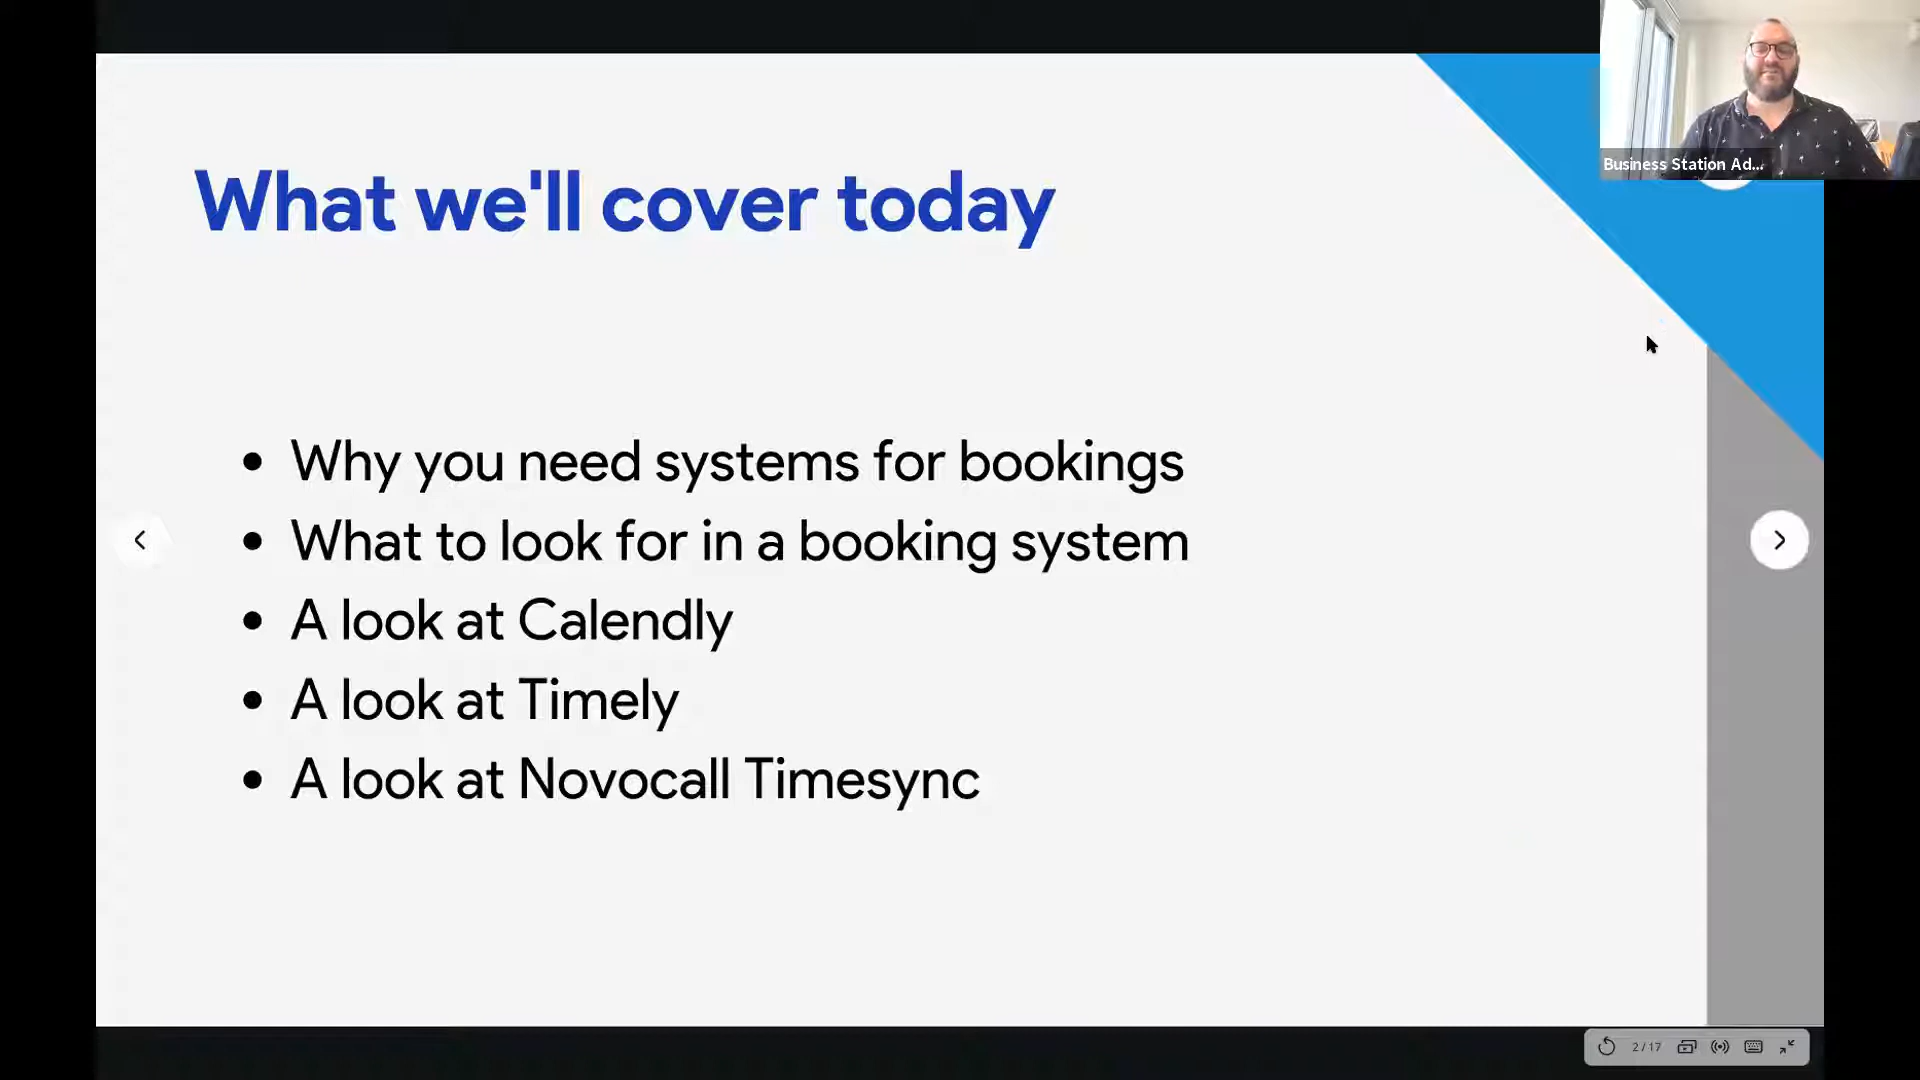 What we'll cover today
• Why you need systems for bookings
• What to look for in a booking system
• A look at Calendly
• A look at Timely
• A look at Novocall Timesync
Business Station Ad...
2/17